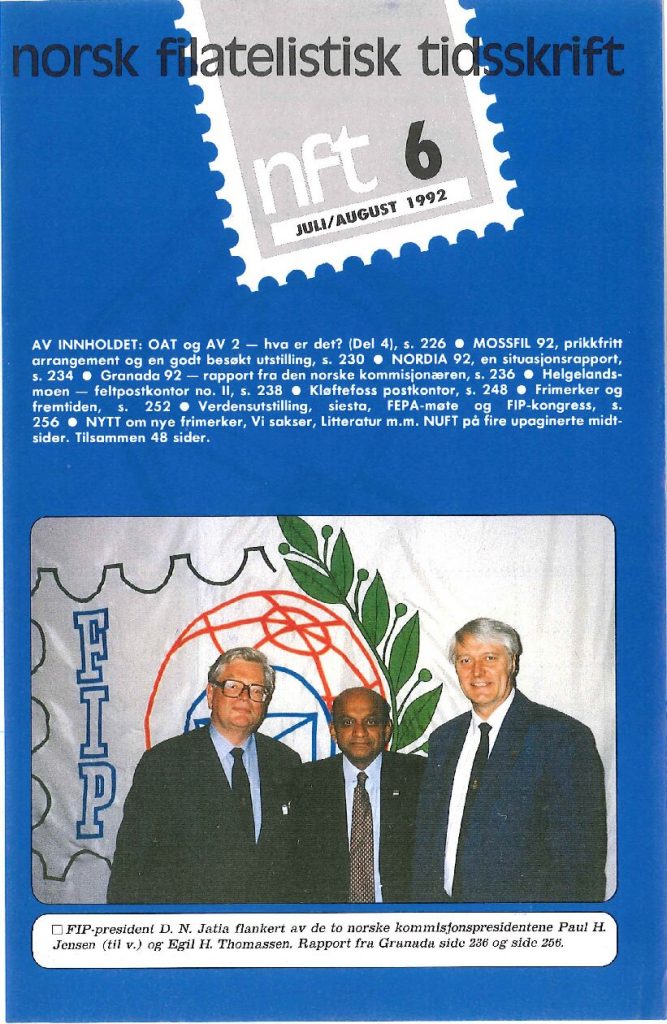 norsk filatelistisk tidsskrift
nft 6
JULI/AUGUST 1992
AV INNHOLDET: OAT og AV 2 — hva er det? (Del 4), s. 226 ● MOSSFIL 92, prikkfritt
arrangement og en godt besøkt utstilling, s. 230 ● NORDIA 92, en situasjonsrapport,
s. 234 ● Granada 92 — rapport fra den norske kommisjonæren, s. 236 ● Helgelands-
moen — feltpostkontor no. II, s. 238 ● Kløftefoss postkontor, s. 248 ● Frimerker og
fremtiden, s. 252 ● Verdensutstilling, siesta, FEPA-møte og FIP-kongress, s.
256 ● NYTT om nye frimerker, Vi sakser, Litteratur m.m. NUFT på fire upaginerte midt-
sider. Tilsammen 48 sider.
FIP
□ FIP-president D. N. Jatia flankert av de to norske kommisjonspresidentene Paul H.
Jensen (til v.) og Egil H. Thomassen. Rapport fra Granada side 236 og side 256.